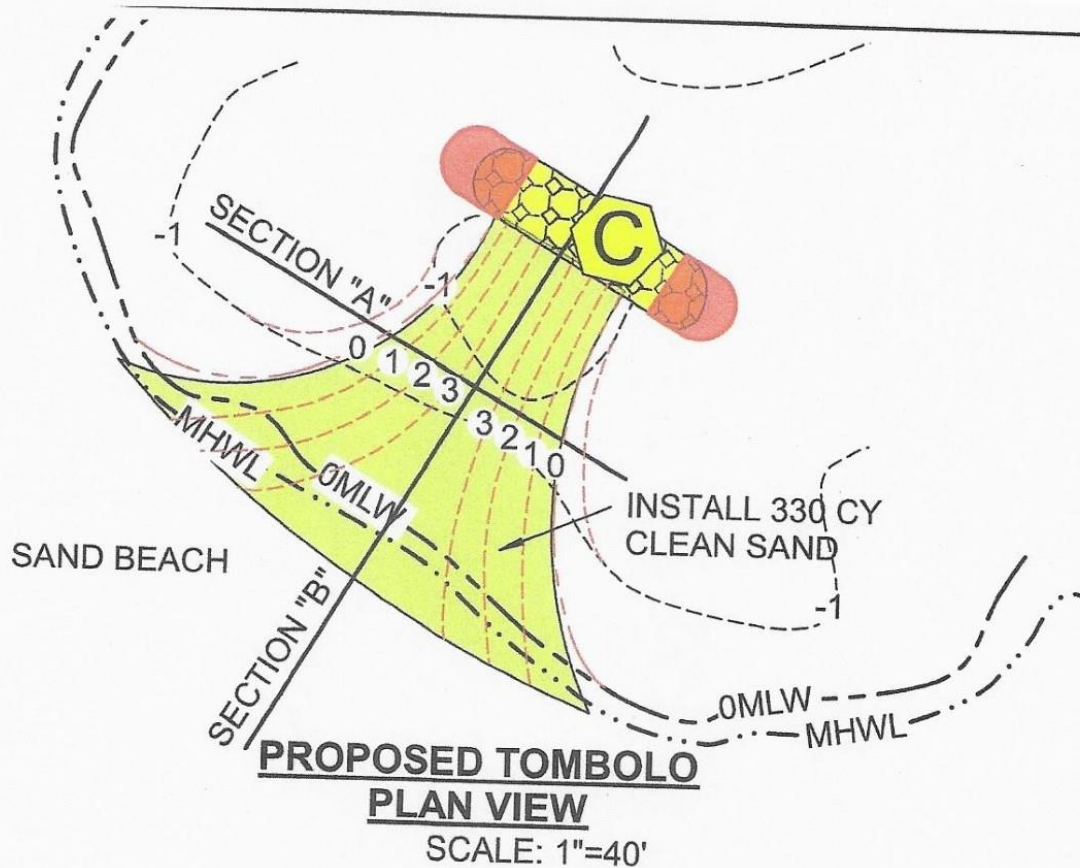 C
-1
SECTION "A"
-1
0 1 2 3
3 2 1 0
MHWL
0MLW
INSTALL 330 CY
CLEAN SAND
SAND BEACH
-1
SECTION "B"
0MLW
MHWL
PROPOSED TOMBOLO
PLAN VIEW
SCALE: 1"=40'